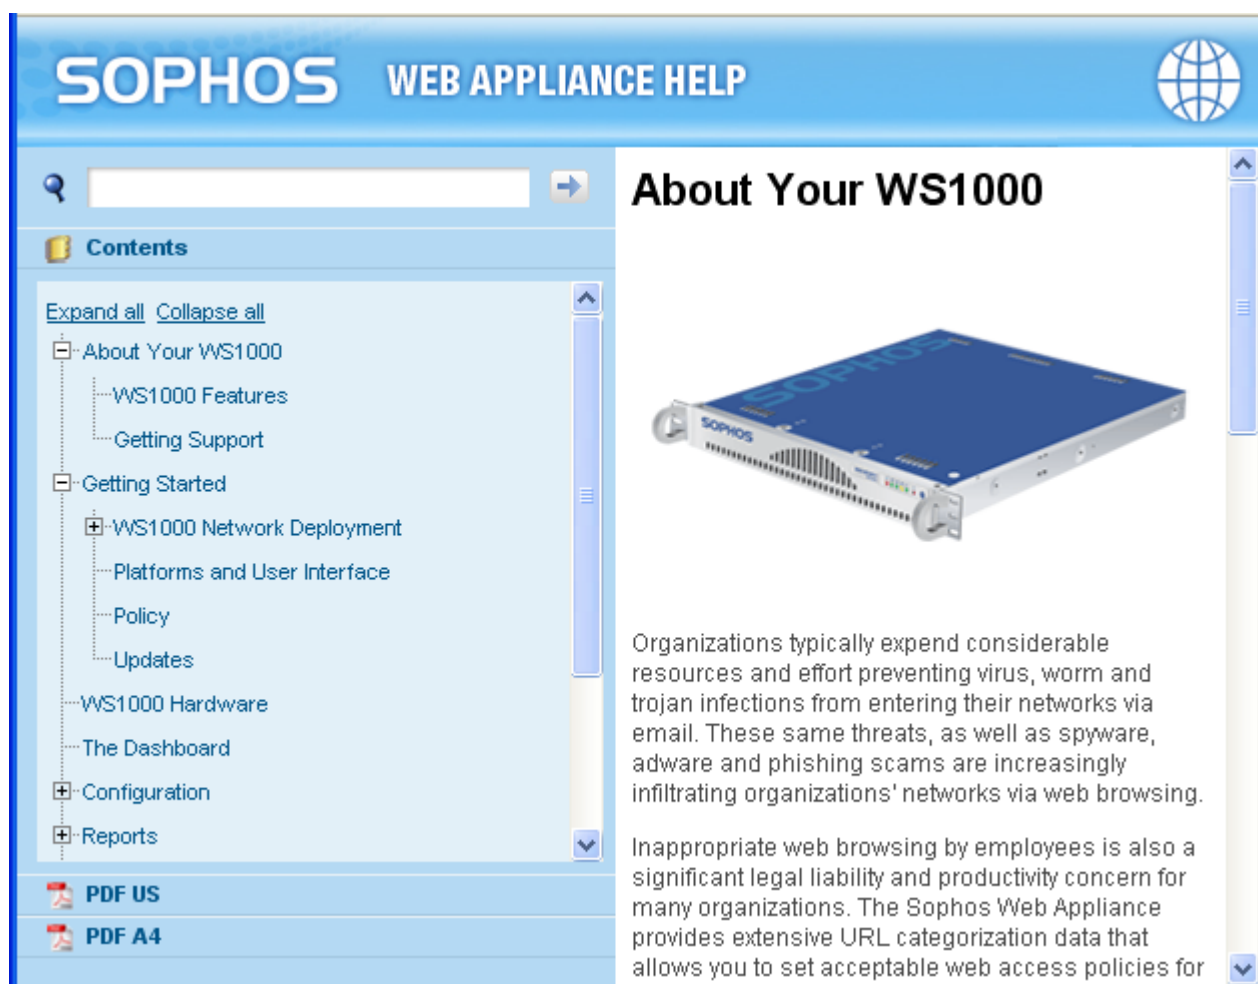 SOPHOS WEB APPLIANCE HELP
Contents
Expand all Collapse all
About Your WS1000
WS1000 Features
Getting Support
Getting Started
WS1000 Network Deployment
Platforms and User Interface
Policy
Updates
WS1000 Hardware
The Dashboard
Configuration
Reports
PDF US
PDF A4
About Your WS1000
SOPHOS
SOPHOS
Organizations typically expend considerable
resources and effort preventing virus, worm and
trojan infections from entering their networks via
email. These same threats, as well as spyware,
adware and phishing scams are increasingly
infiltrating organizations' networks via web browsing.
Inappropriate web browsing by employees is also a
significant legal liability and productivity concern for
many organizations. The Sophos Web Appliance
provides extensive URL categorization data that
allows you to set acceptable web access policies for